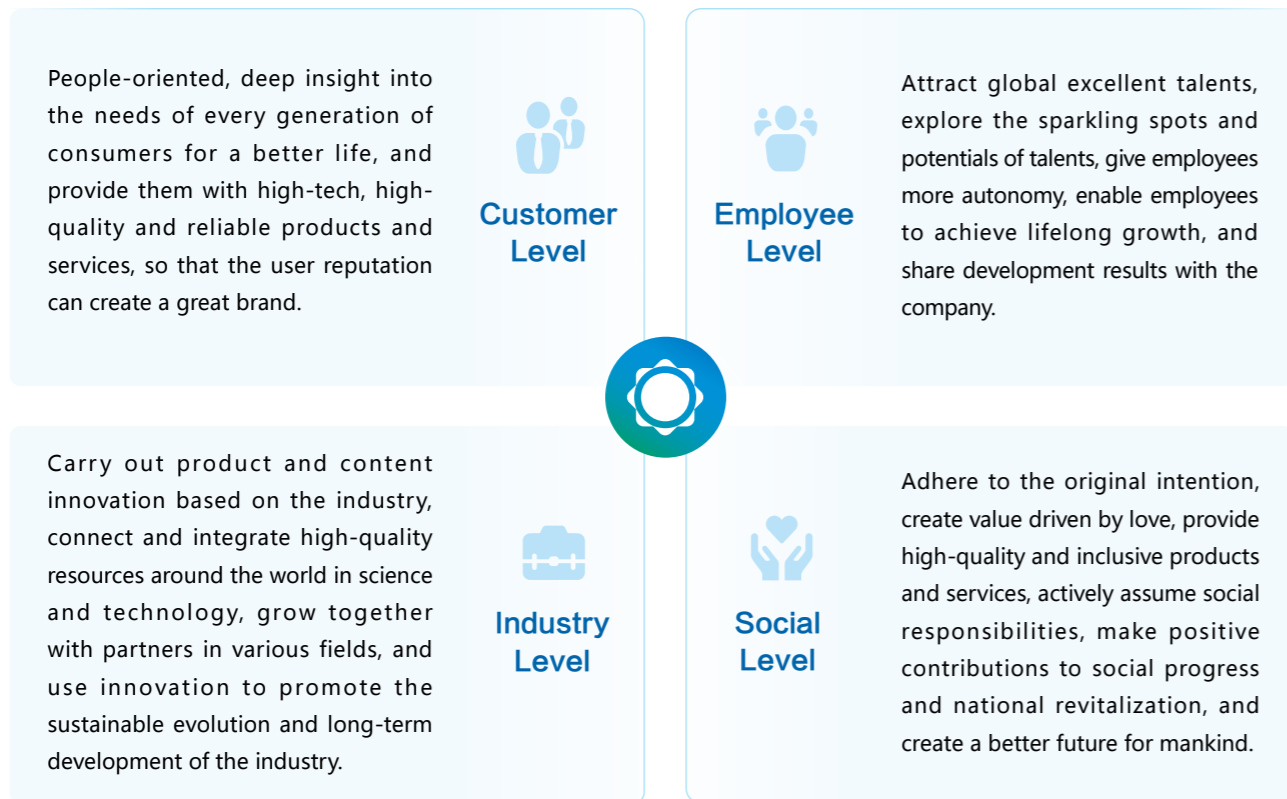 People-oriented, deep insight into
the needs of every generation of
consumers for a better life, and
provide them with high-tech, high-
quality and reliable products and
services, so that the user reputation
can create a great brand.
Customer
Level
Employee
Level
Attract global excellent talents,
explore the sparkling spots and
potentials of talents, give employees
more autonomy, enable employees
to achieve lifelong growth, and
share development results with the
company.
Carry out product and content
innovation based on the industry,
connect and integrate high-quality
resources around the world in science
and technology, grow together
with partners in various fields, and
use innovation to promote the
sustainable evolution and long-term
development of the industry.
Industry
Level
Social
Level
Adhere to the original intention,
create value driven by love, provide
high-quality and inclusive products
and services, actively assume social
responsibilities, make positive
contributions to social progress
and national revitalization, and
create a better future for mankind.